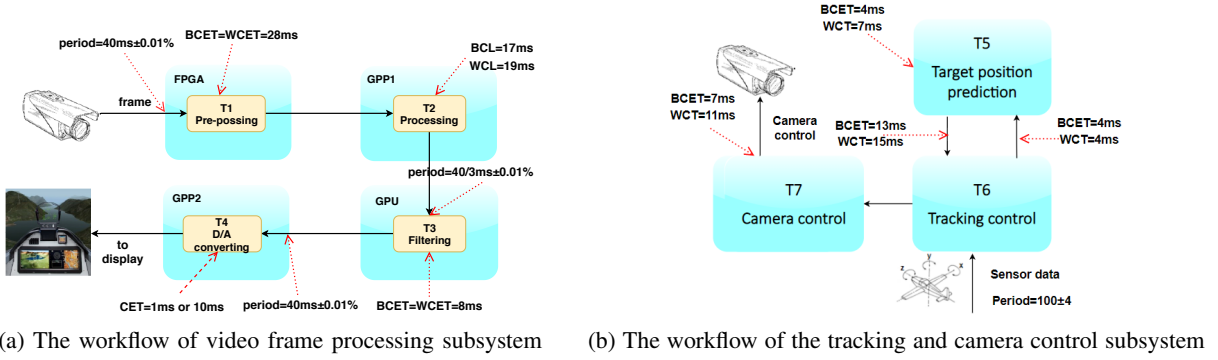 period=40ms±0.01%
BCET=WCET=28ms
BCL=17ms
WCL=19ms
FPGA
GPP1
frame
T1
Pre-possing
T2
Processing
period=40/3ms±0.01%
GPP2
GPU
T4
D/A
converting
T3
Filtering
to
display
CET=1ms or 10ms
period=40ms±0.01%
BCET=WCET=8ms
(a) The workflow of video frame processing subsystem
BCET=4ms
WCT=7ms
T5
Target position
prediction
BCET=7ms
WCT=11ms
Camera
control
BCET=13ms
WCT=15ms
BCET=4ms
WCT=4ms
T7
Camera control
T6
Tracking control
y
z
x
Sensor data
Period=100±4
(b) The workflow of the tracking and camera control subsystem